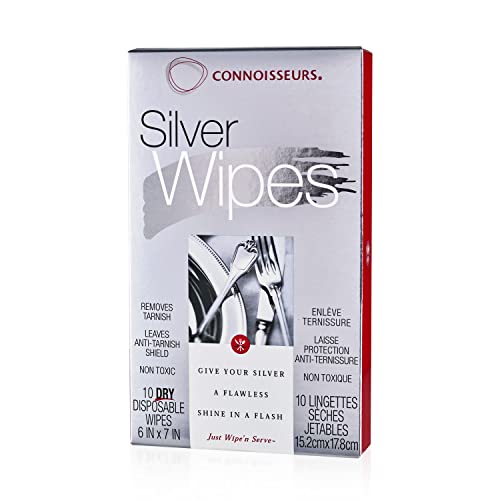 CONNOISSEURS.
Silver
Wipes
REMOVES
TARNISH
LEAVES
ANTI-TARNISH
SHIELD
NON TOXIC
10 DRY
DISPOSABLE
WIPES
6 IN x 7 IN
GIVE YOUR SILVER
A FLAWLESS
SHINE IN A FLASH
Just Wipe'n Serve™
ENLÈVE
TERNISSURE
LAISSE
PROTECTION
ANTI-TERNISSURE
NON TOXIQUE
10 LINGETTES
SÈCHES
JETABLES
15.2cmx17.8cm